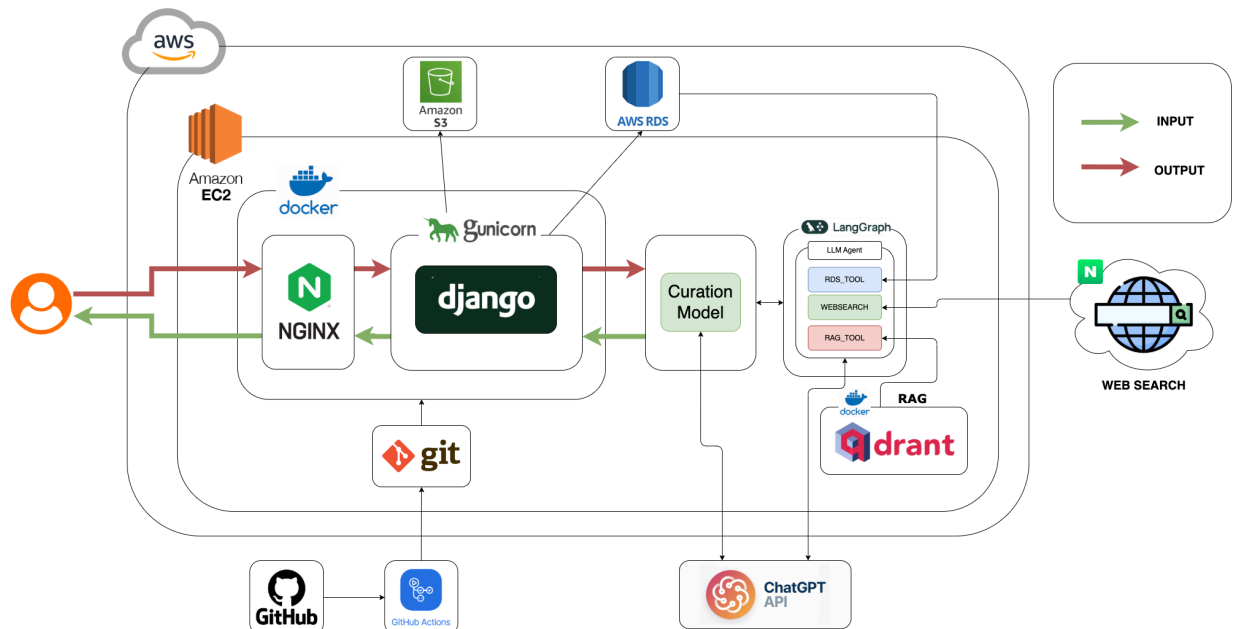 aws
Amazon
S3
AWS RDS
INPUT
OUTPUT
Amazon
EC2
docker
gunicorn
LangGraph
LLM Agent
RDS_TOOL
WEBSEARCH
RAG_TOOL
N
NGINX
django
Curation
Model
N
WEB SEARCH
docker
RAG
qdrant
git
GitHub
GitHub Actions
ChatGPT
API